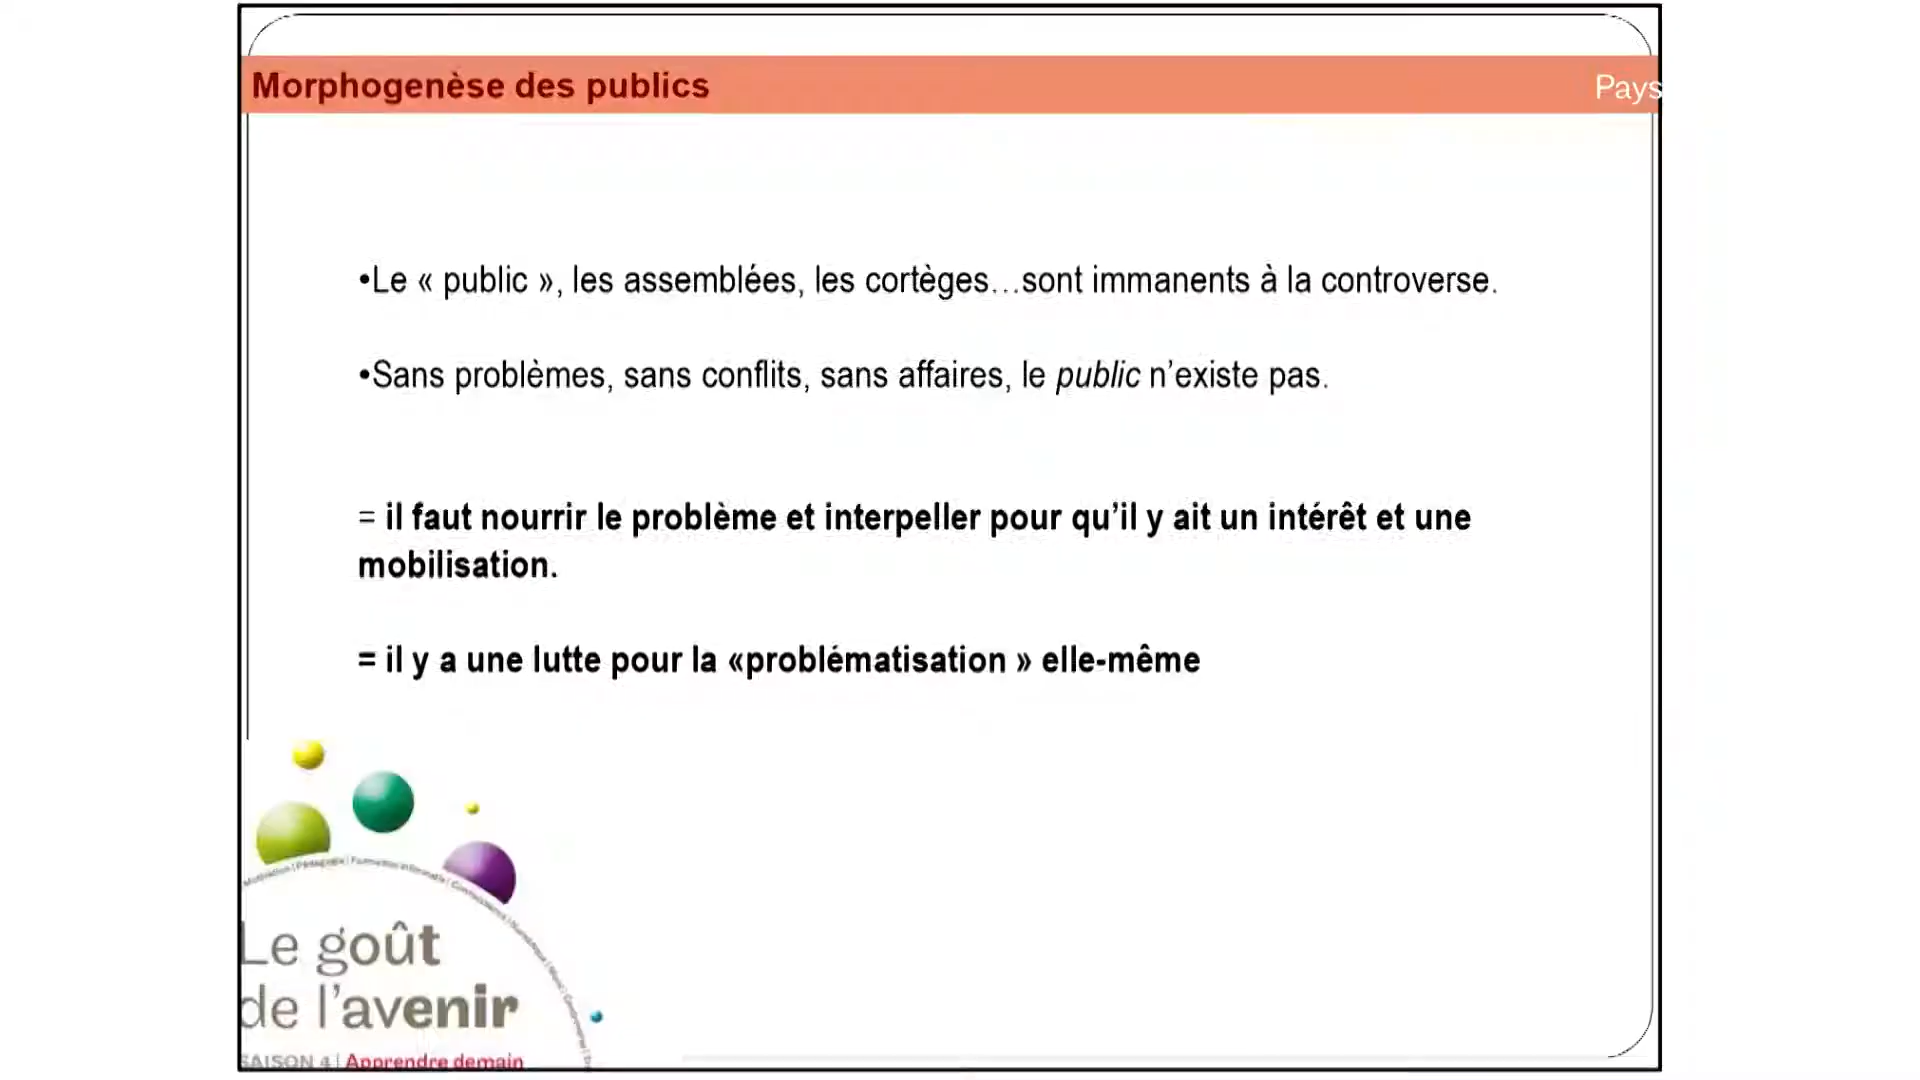 Morphogenèse des publics
Pays
•Le « public », les assemblées, les cortèges…sont immanents à la controverse.
•Sans problèmes, sans conflits, sans affaires, le public n’existe pas.
= il faut nourrir le problème et interpeller pour qu’il y ait un intérêt et une
mobilisation.
= il y a une lutte pour la «problématisation » elle-même
Le goût
de l’avenir
SAISON 4 | Apprendre demain